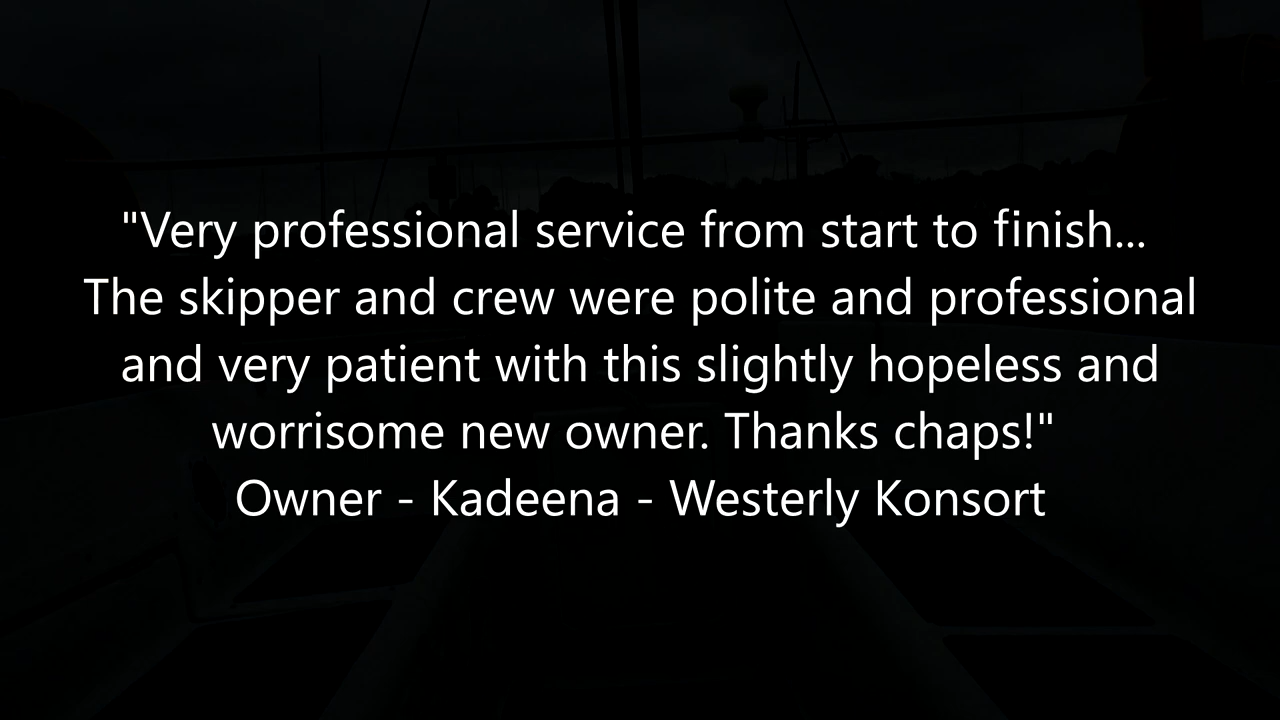 "Very professional service from start to finish...
The skipper and crew were polite and professional
and very patient with this slightly hopeless and
worrisome new owner. Thanks chaps!"
Owner - Kadeena - Westerly Konsort